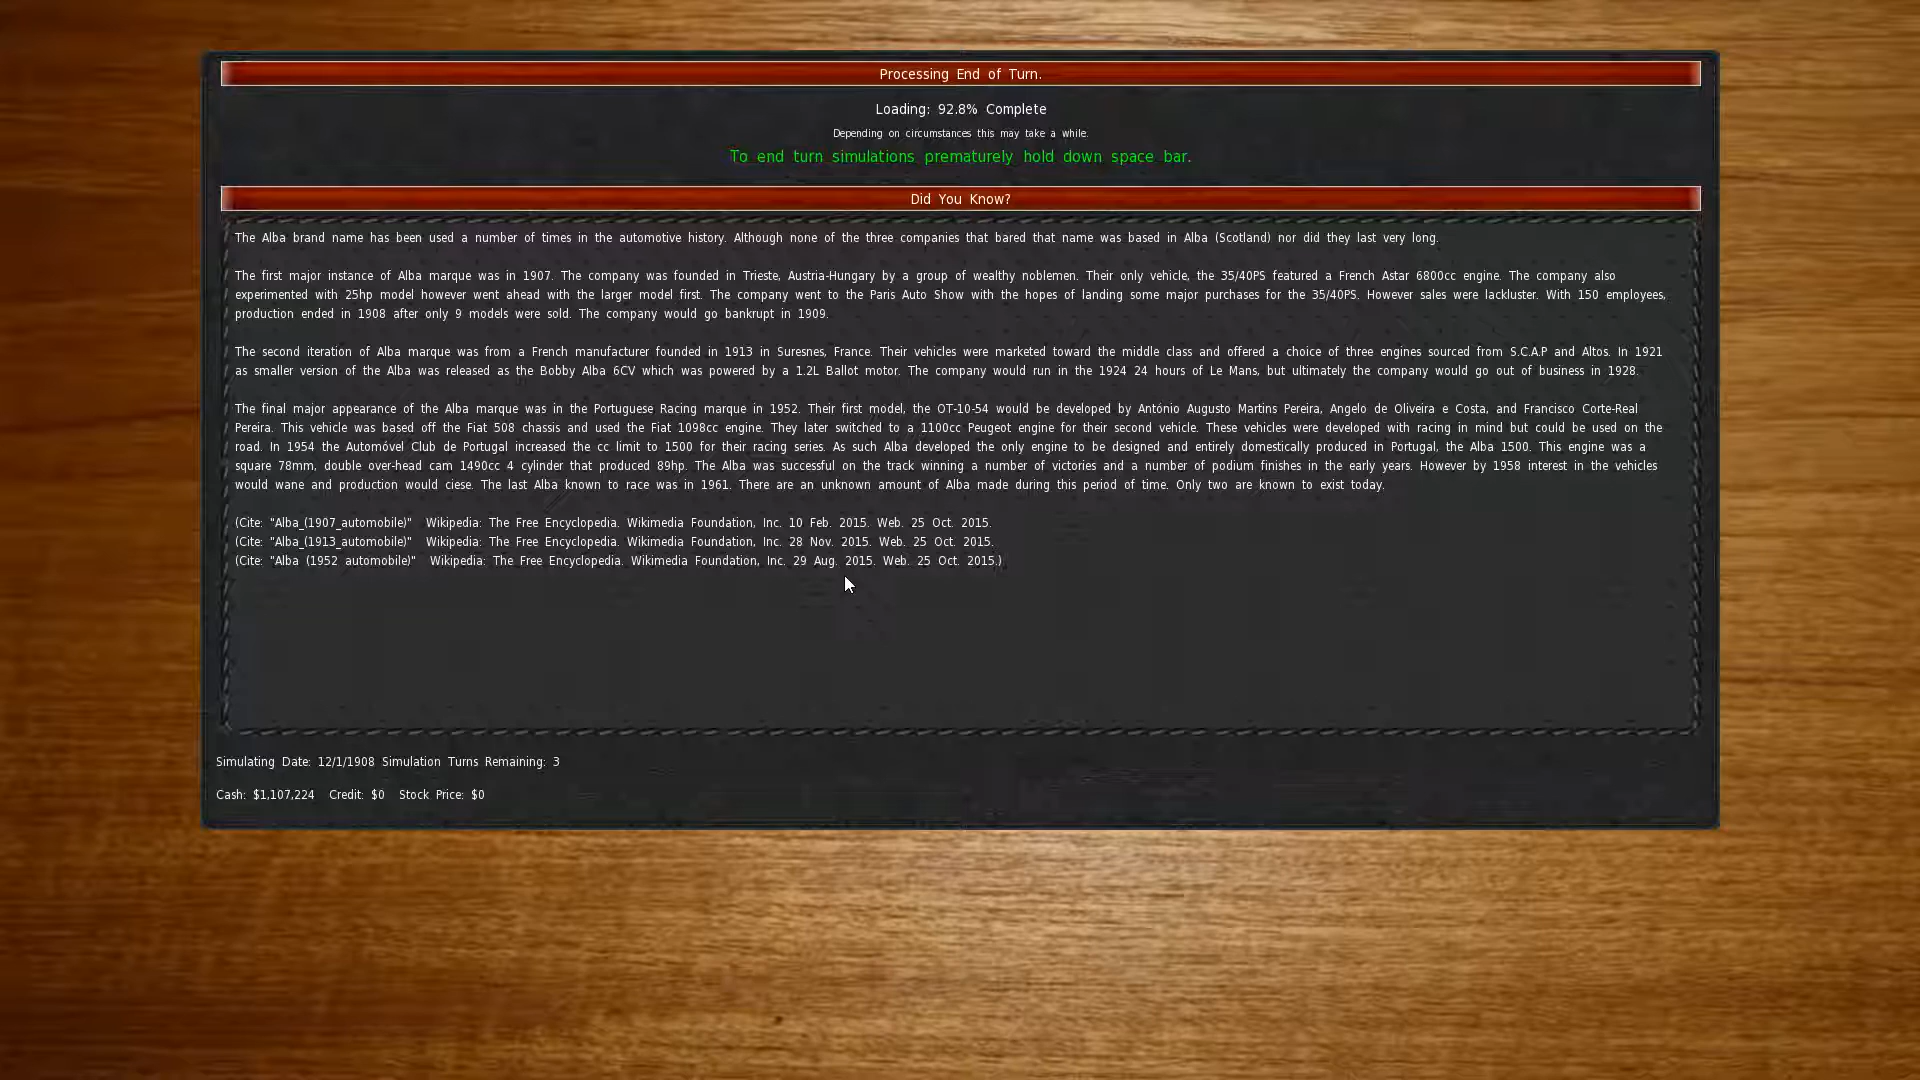 Processing End of Turn.
Loading: 92.8% Complete
Depending on circumstances this may take a while.
To end turn simulations prematurely hold down space bar.
Did You Know?
The Alba brand name has been used a number of times in the automotive history. Although none of the three companies that bared that name was based in Alba (Scotland) nor did they last very long.
The first major instance of Alba marque was in 1907. The company was founded in Trieste, Austria-Hungary by a group of wealthy noblemen. Their only vehicle, the 35/40PS featured a French Astar 6800cc engine. The company also
experimented with 25hp model however went ahead with the larger model first. The company went to the Paris Auto Show with the hopes of landing some major purchases for the 35/40PS. However sales were lackluster. With 150 employees,
production ended in 1908 after only 9 models were sold. The company would go bankrupt in 1909.
The second iteration of Alba marque was from a French manufacturer founded in 1913 in Suresnes, France. Their vehicles were marketed toward the middle class and offered a choice of three engines sourced from S.C.A.P and Altos. In 1921
as smaller version of the Alba was released as the Bobby Alba 6CV which was powered by a 1.2L Ballot motor. The company would run in the 1924 24 hours of Le Mans, but ultimately the company would go out of business in 1928.
The final major appearance of the Alba marque was in the Portuguese Racing marque in 1952. Their first model, the OT-10-54 would be developed by António Augusto Martins Pereira, Angelo de Oliveira e Costa, and Francisco Corte-Real
Pereira. This vehicle was based off the Fiat 508 chassis and used the Fiat 1098cc engine. They later switched to a 1100cc Peugeot engine for their second vehicle. These vehicles were developed with racing in mind but could be used on the
road. In 1954 the Automóvel Club de Portugal increased the cc limit to 1500 for their racing series. As such Alba developed the only engine to be designed and entirely domestically produced in Portugal, the Alba 1500. This engine was a
square 78mm, double over-head cam 1490cc 4 cylinder that produced 89hp. The Alba was successful on the track winning a number of victories and a number of podium finishes in the early years. However by 1958 interest in the vehicles
would wane and production would ciese. The last Alba known to race was in 1961. There are an unknown amount of Alba made during this period of time. Only two are known to exist today.
(Cite: "Alba_(1907_automobile)" Wikipedia: The Free Encyclopedia. Wikimedia Foundation, Inc. 10 Feb. 2015. Web. 25 Oct. 2015.
(Cite: "Alba_(1913_automobile)" Wikipedia: The Free Encyclopedia. Wikimedia Foundation, Inc. 28 Nov. 2015. Web. 25 Oct. 2015.
(Cite: "Alba (1952 automobile)" Wikipedia: The Free Encyclopedia. Wikimedia Foundation, Inc. 29 Aug. 2015. Web. 25 Oct. 2015.)
Simulating Date: 12/1/1908 Simulation Turns Remaining: 3
Cash: $1,107,224 Credit: $0 Stock Price: $0